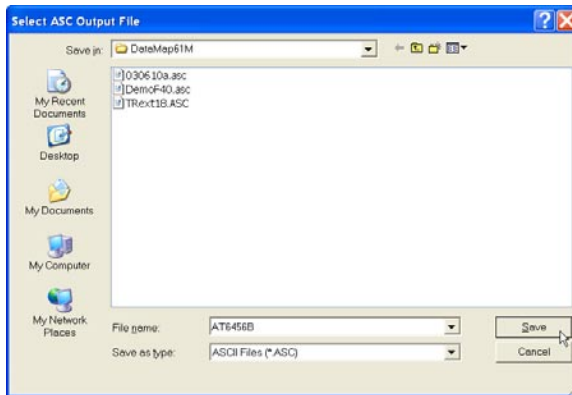 Select ASC Output File
Save in: DateMap61M
030610a.asc
DemoF40.asc
TRext18.ASC
My Recent Documents
Desktop
My Documents
My Computer
My Network Places
File name: AT6456B Save
Save as type: ASCII Files (*.ASC) Cancel